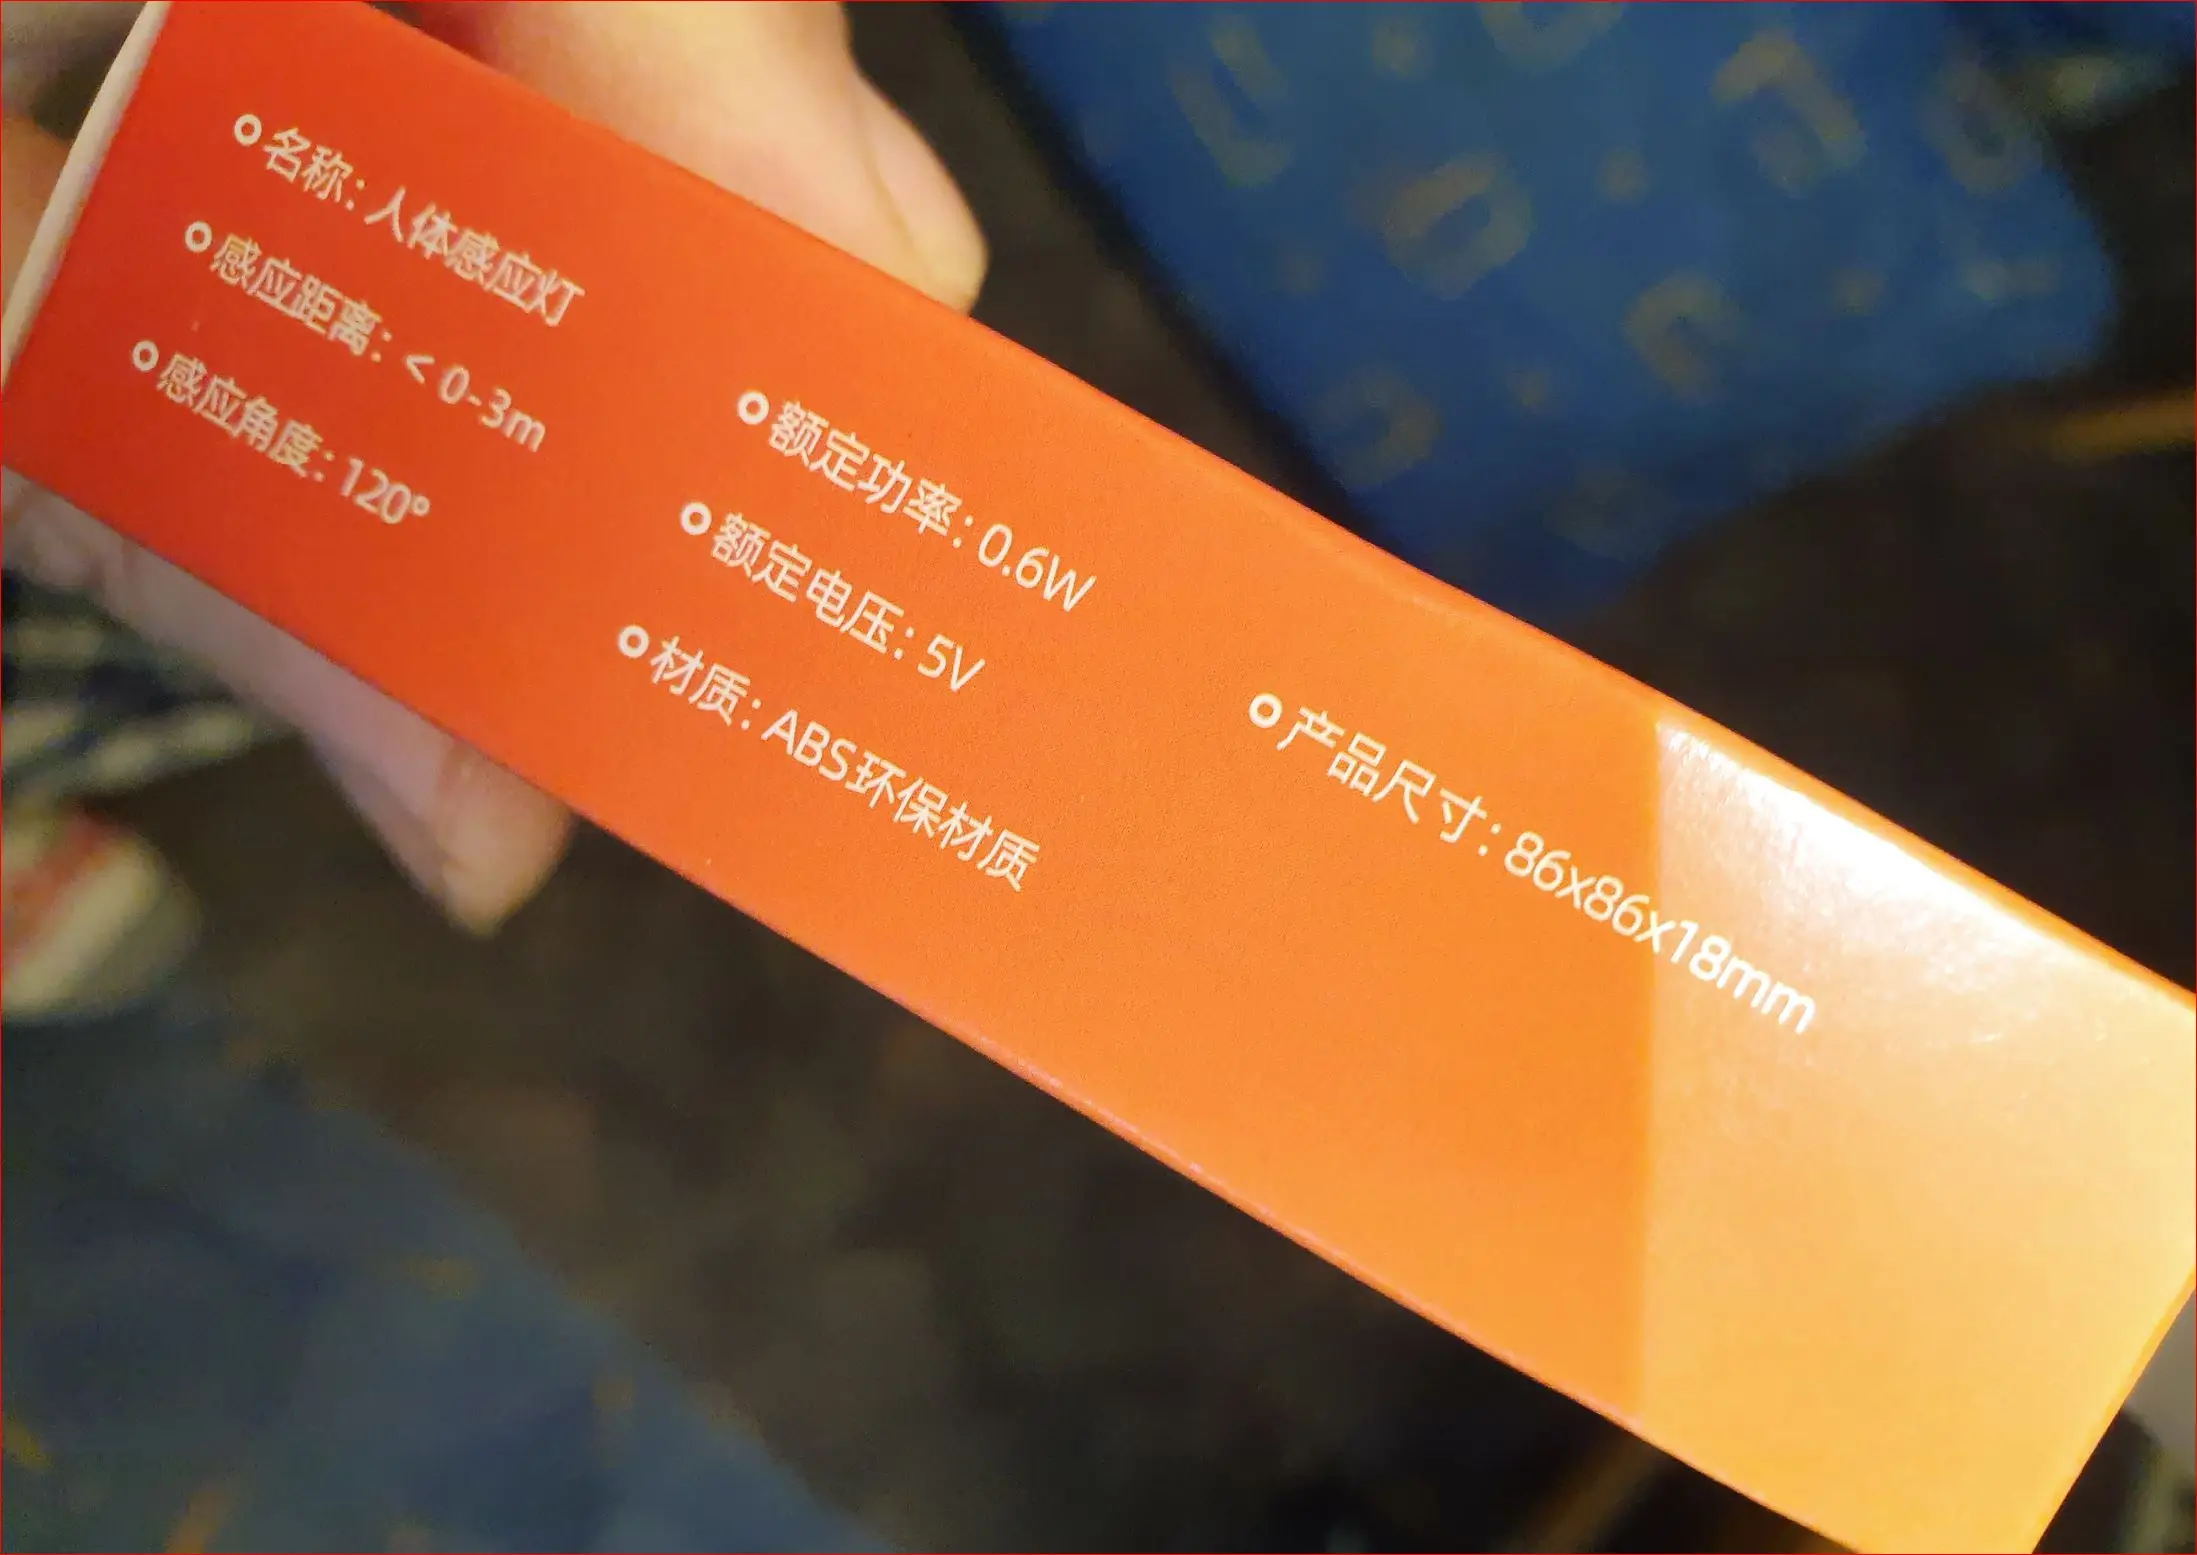 名称：人体感应灯
感应距离：＜0-3m
感应角度：120°
额定功率：0.6W
额定电压：5V
材质：ABS环保材质
产品尺寸：86x86x18mm